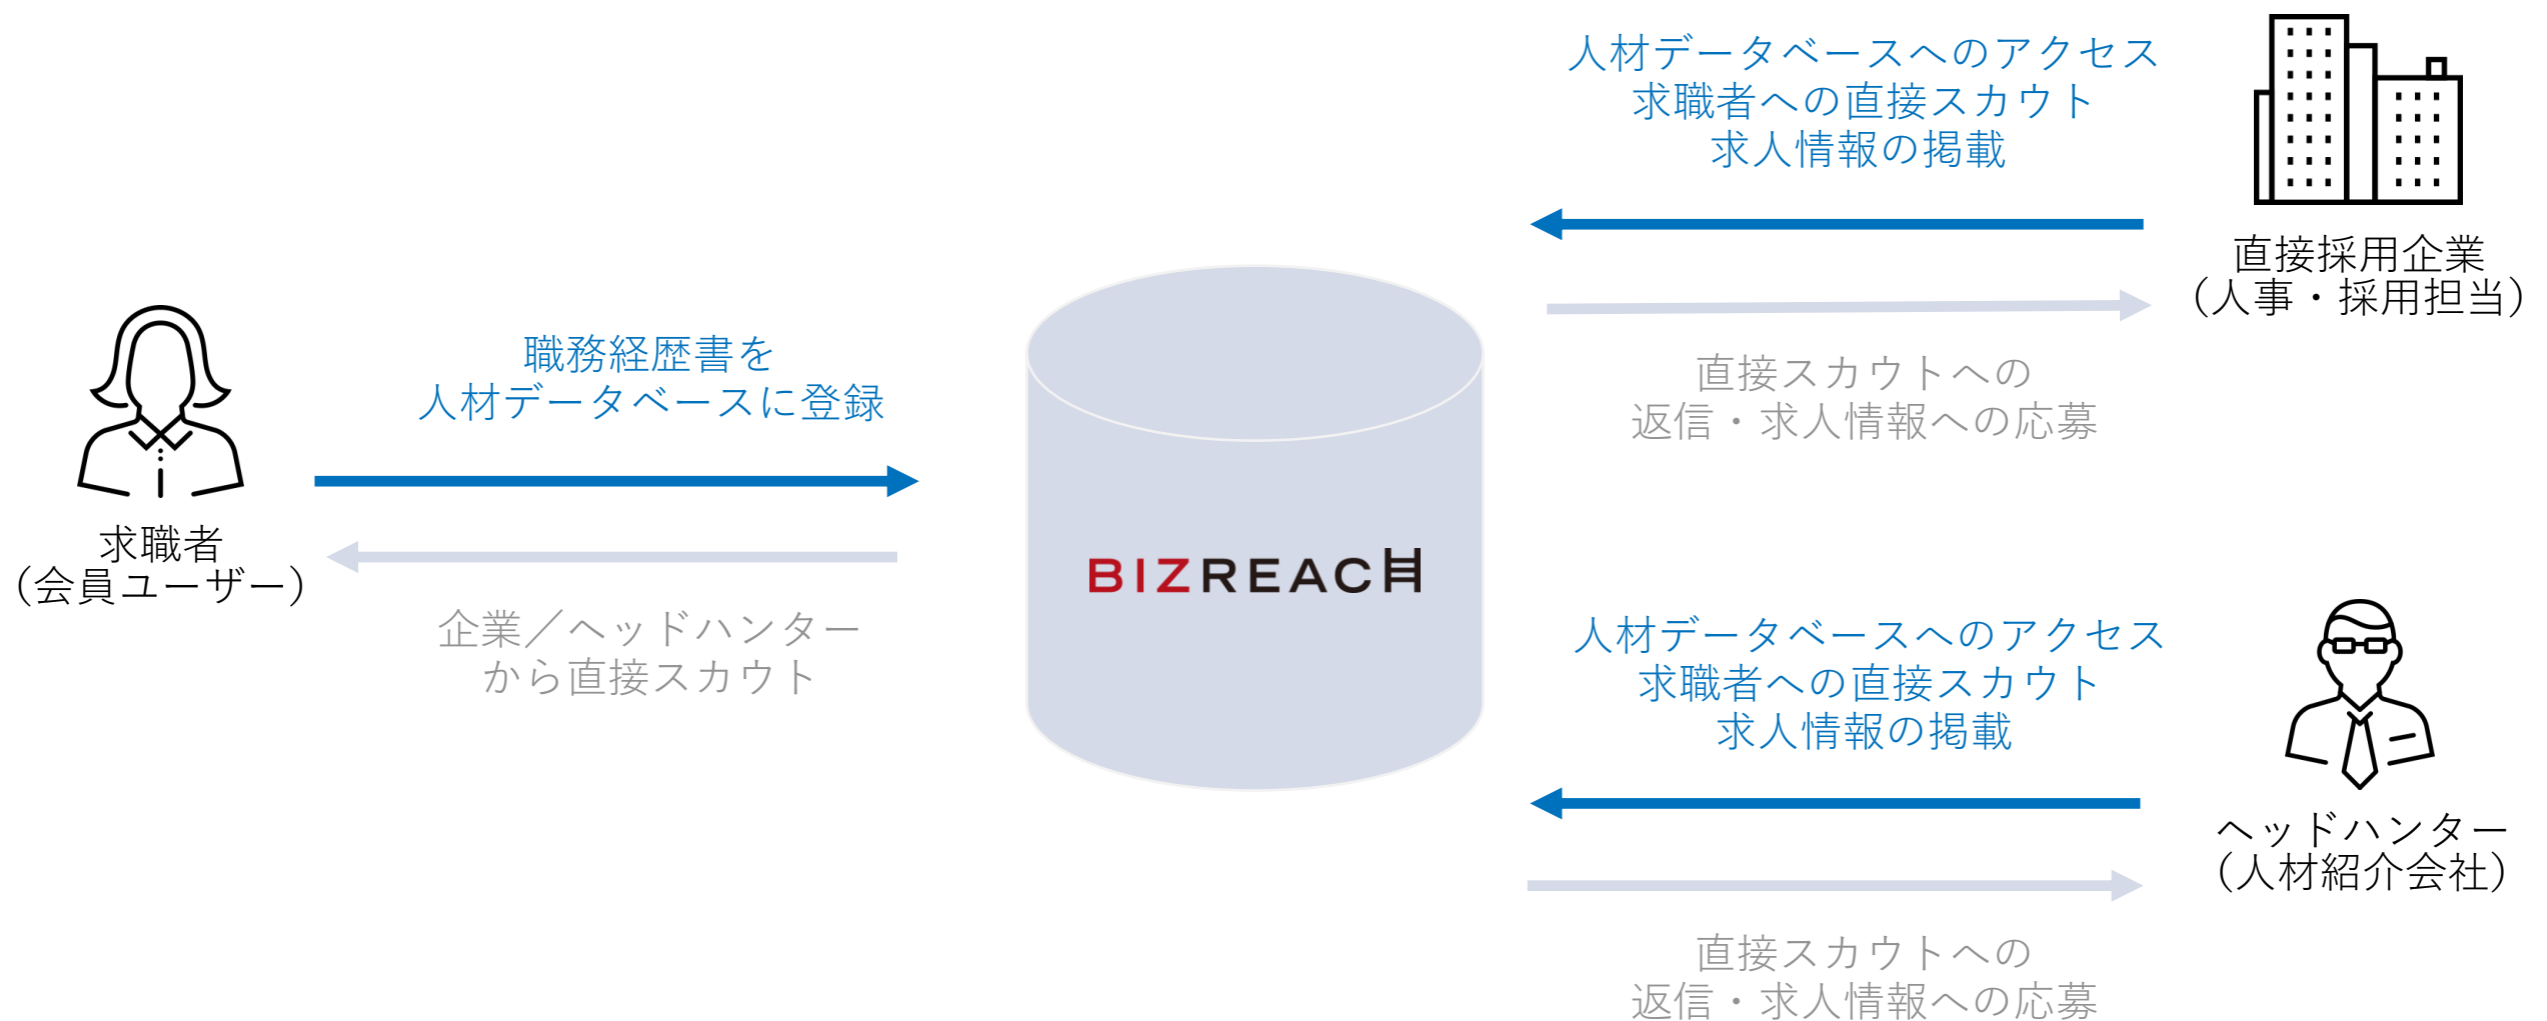 人材データベースへのアクセス
求職者への直接スカウト
求人情報の掲載
直接採用企業
（人事・採用担当）
直接スカウトへの
返信・求人情報への応募
職務経歴書を
人材データベースに登録
求職者
（会員ユーザー）
企業／ヘッドハンター
から直接スカウト
BIZREACH
人材データベースへのアクセス
求職者への直接スカウト
求人情報の掲載
ヘッドハンター
（人材紹介会社）
直接スカウトへの
返信・求人情報への応募